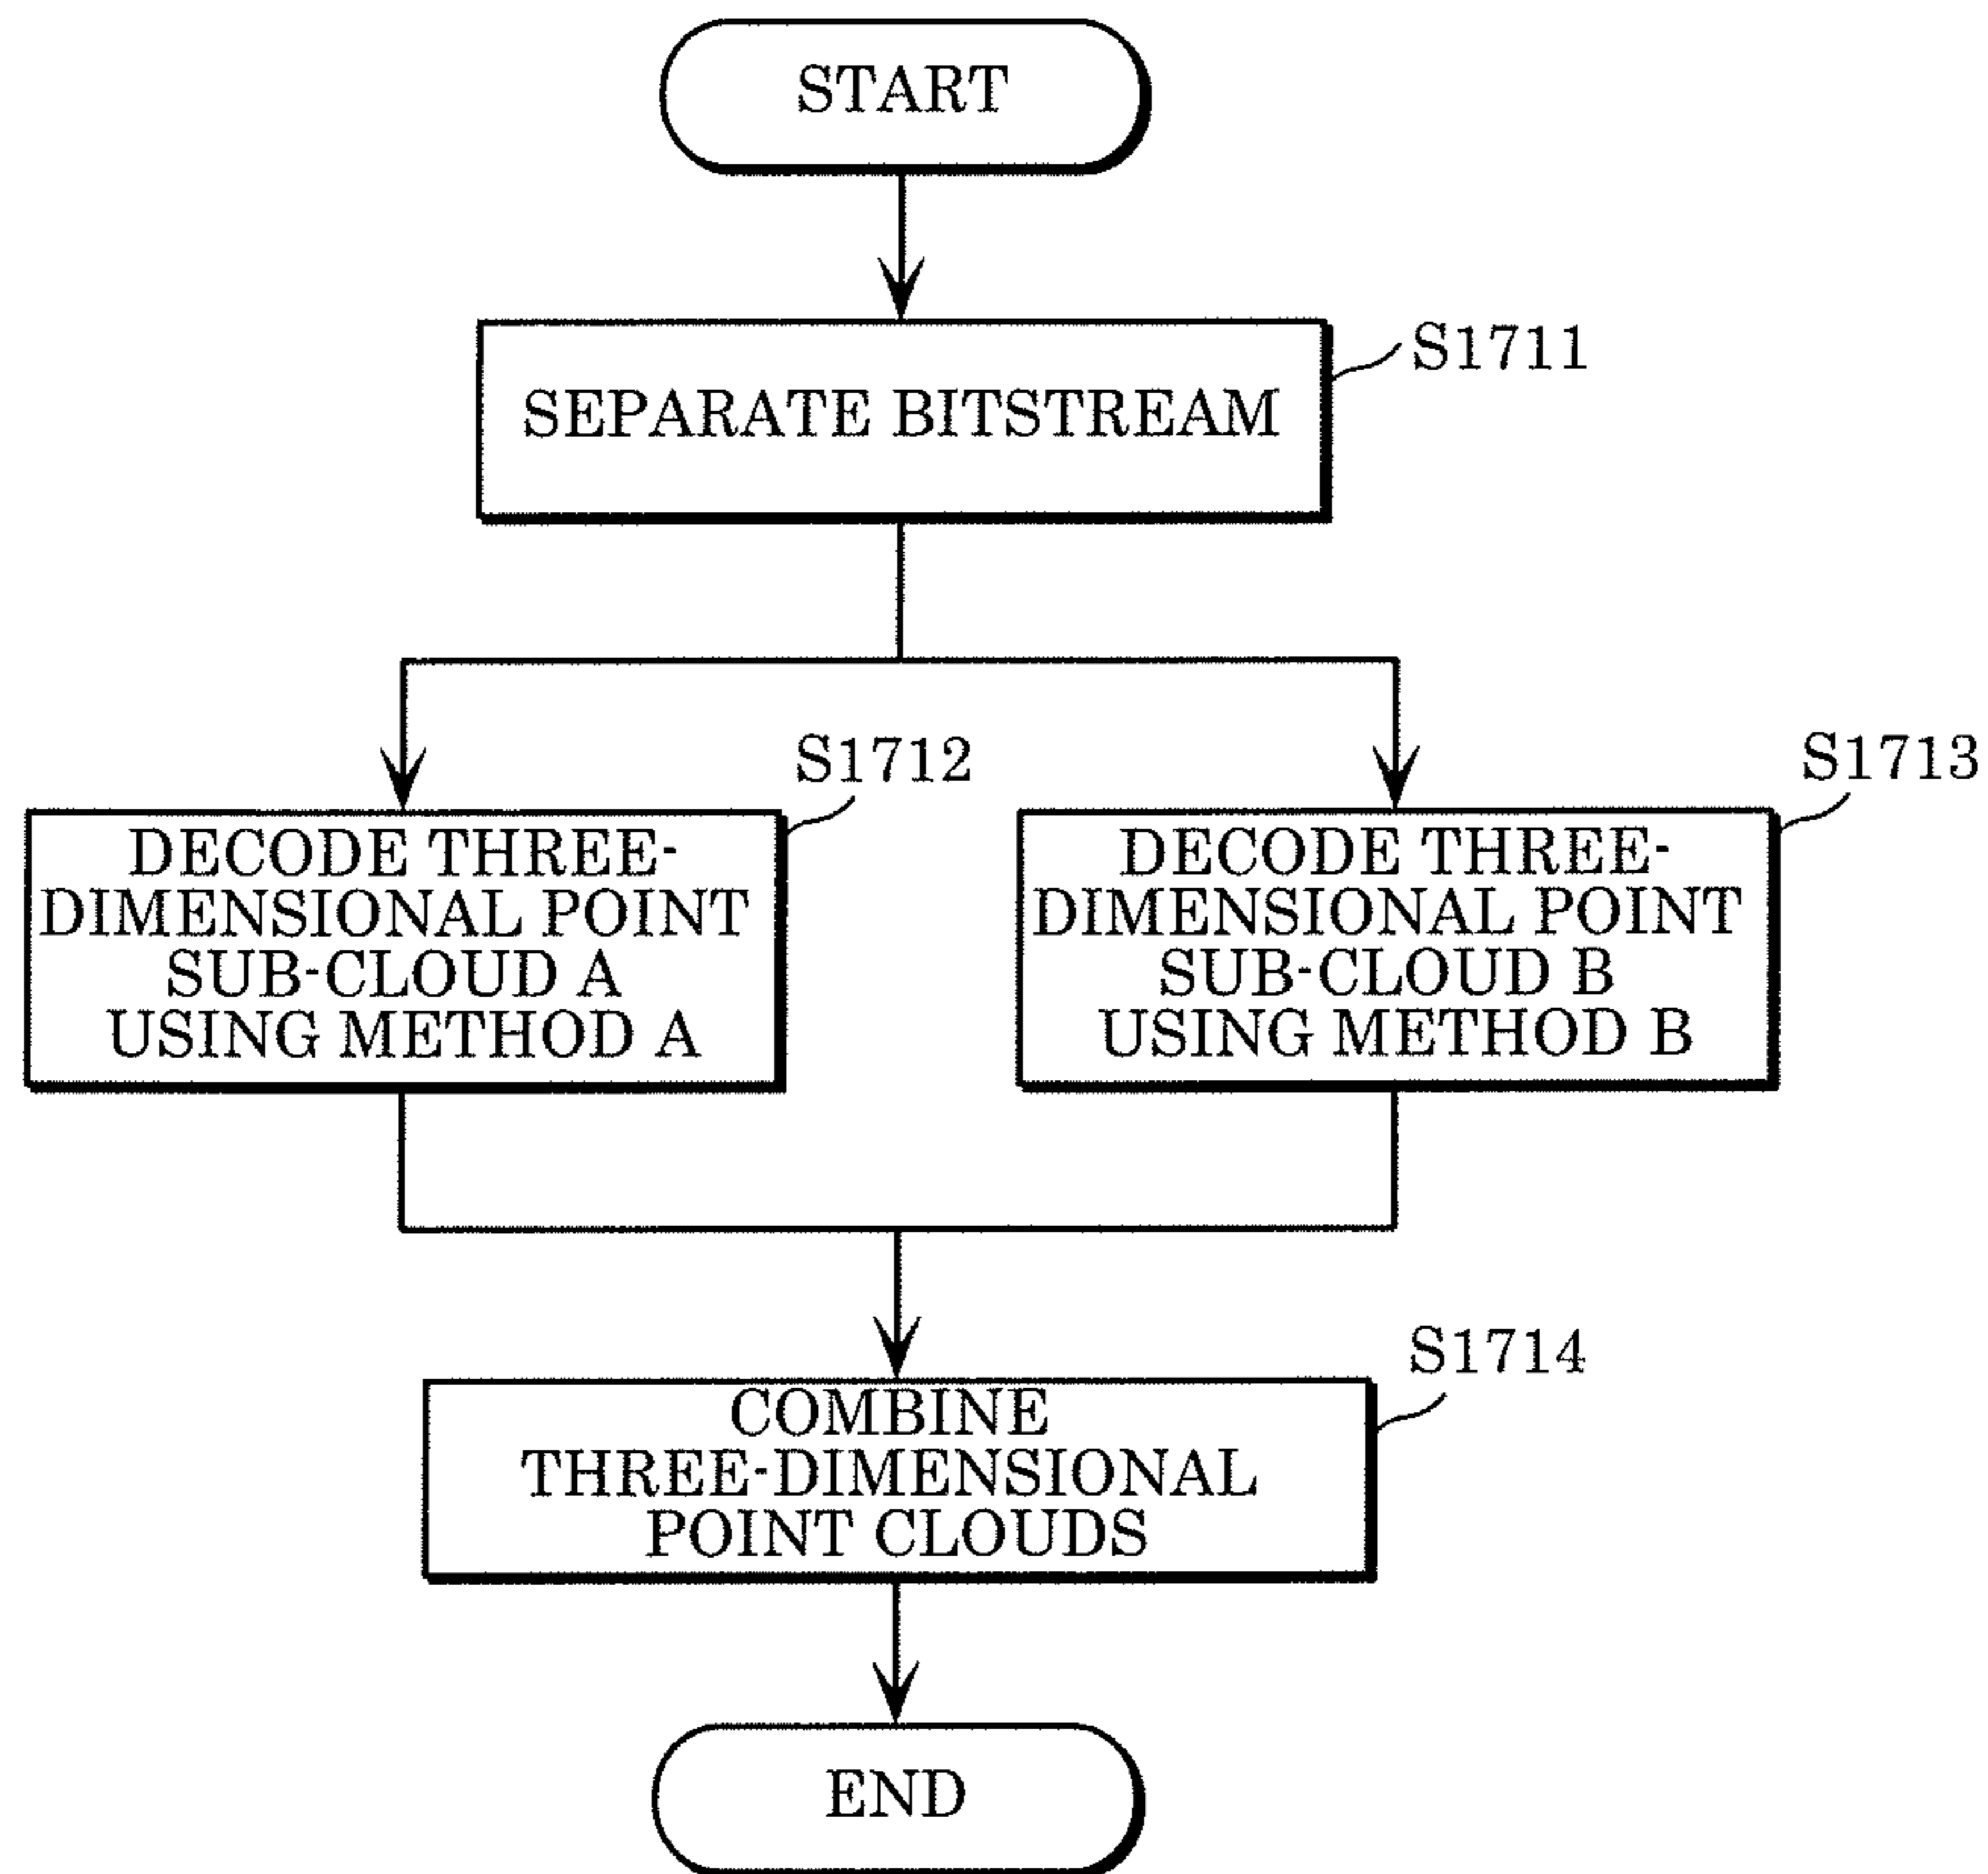 START
S1711
SEPARATE BITSTREAM
S1712
DECODE THREE-
DIMENSIONAL POINT
SUB-CLOUD A
USING METHOD A
S1713
DECODE THREE-
DIMENSIONAL POINT
SUB-CLOUD B
USING METHOD B
S1714
COMBINE
THREE-DIMENSIONAL
POINT CLOUDS
END